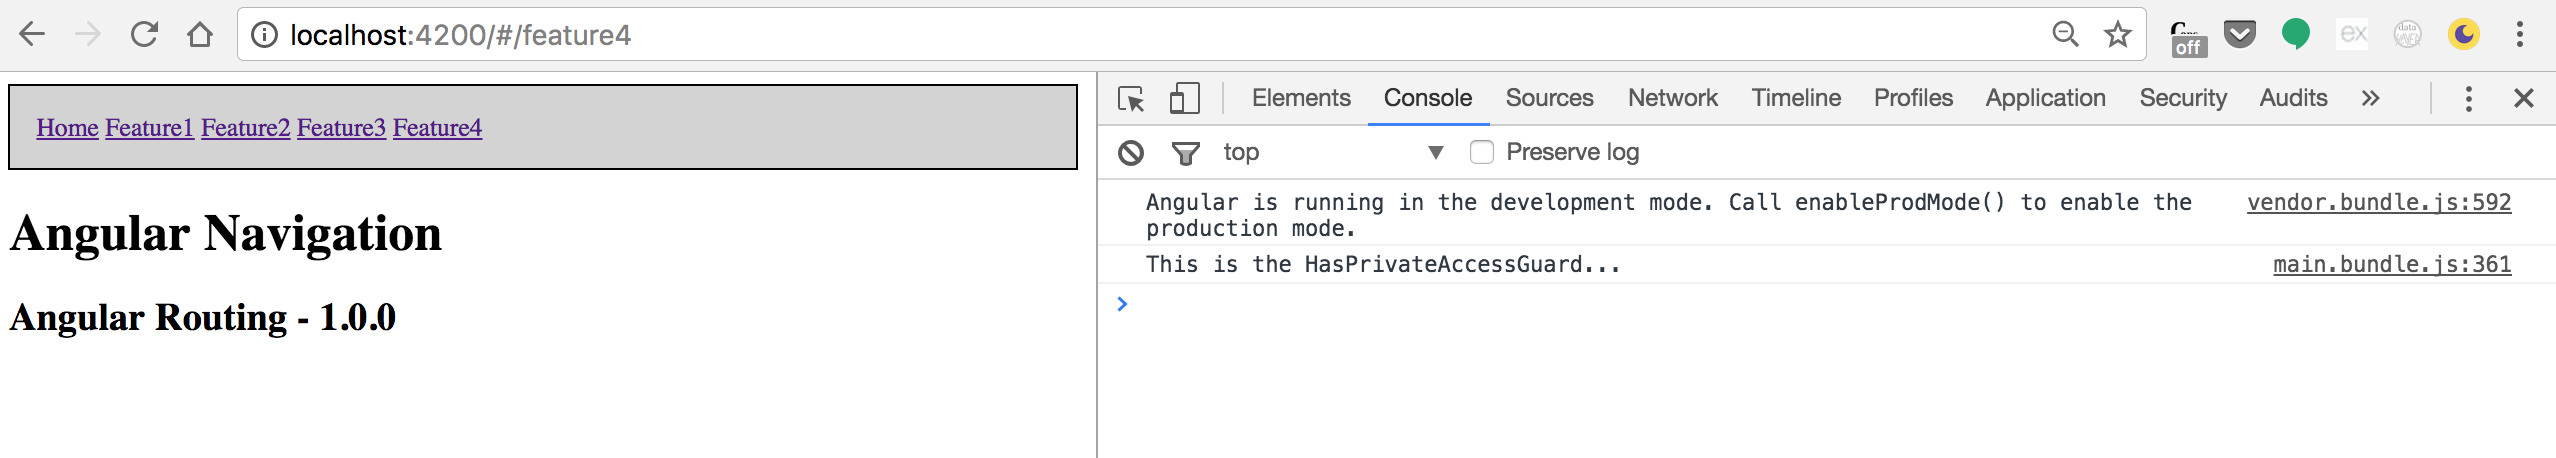 localhost:4200/#/feature4
off
ex
data
Home Feature1 Feature2 Feature3 Feature4
Angular Navigation
Angular Routing - 1.0.0
Elements Console Sources Network Timeline Profiles Application Security Audits »
top Preserve log
Angular is running in the development mode. Call enableProdMode() to enable the vendor.bundle.js:592
production mode.
This is the HasPrivateAccessGuard... main.bundle.js:361